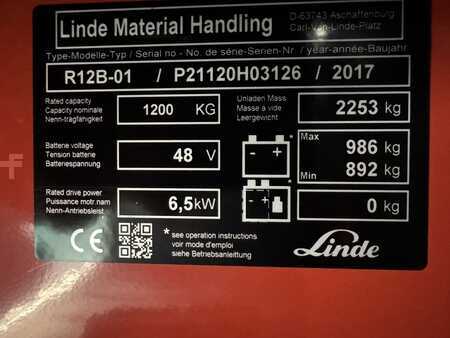 Linde Material Handling
D-63743 Aschaffenburg
Carl-Von-Linde-Platz
Type-Modelle-Typ / Serial no - No. de série-Serien-Nr / year-année-Baujahr
R12B-01 / P21120H03126 / 2017
Rated capacity
Capacity nominale
Nenn-tragfähigkeit
1200 KG
Unladen Mass
Masse a vide
Leergewicht
2253 kg
Batterie voltage
Tension batterie
Batteriespannung
48 V
- +
*
Max
986 kg
892 kg
Min
Rated drive power
Puissance motr.nom
Nenn-Antriebsleist
6,5kW
- +
0 kg
CE
* see operation instructions
voir mode d'emploi
siehe Betriebsanleitung
Linde
f